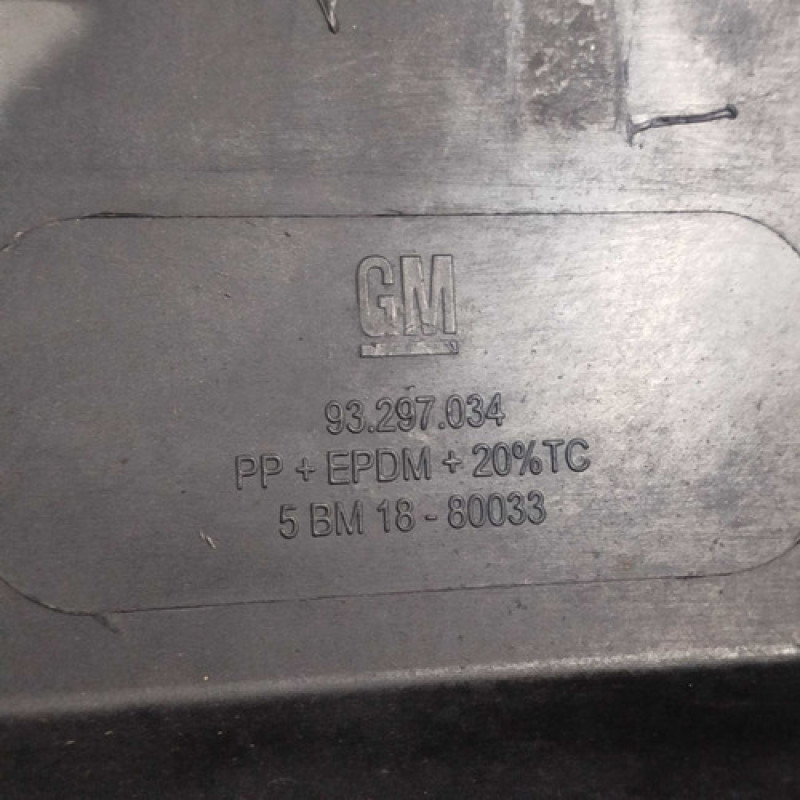 GM
93.297.034
PP + EPDM + 20%TC
5 BM 18 - 80033